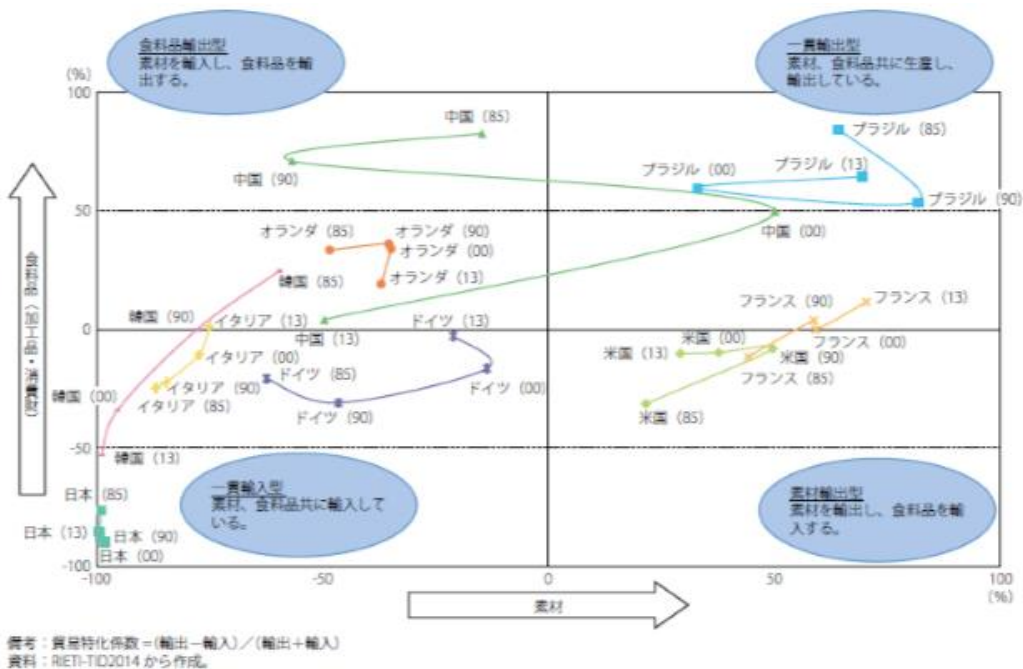 食料品輸出型
素材を輸入し、食料品を輸
出する。
一貫輸出型
素材、食料品共に生産し、
輸出している。
(%)
100
50
0
-50
-100
中国（85）
中国（90）
中国（00）
中国（13）
ブラジル（85）
ブラジル（00）
ブラジル（13）
ブラジル（90）
オランダ（85）
オランダ（90）
オランダ（00）
オランダ（13）
韓国（85）
韓国（90）
韓国（00）
韓国（13）
イタリア（13）
イタリア（00）
イタリア（90）
イタリア（85）
ドイツ（13）
ドイツ（85）
ドイツ（00）
ドイツ（90）
フランス（90）
フランス（13）
フランス（00）
フランス（85）
米国（13）
米国（00）
米国（90）
米国（85）
日本（85）
日本（13）
日本（90）
日本（00）
食料品（加工品・消費財）
一貫輸入型
素材、食料品共に輸入して
いる。
素材輸出型
素材を輸出し、食料品を輸
入する。
-100
-50
0
50
100
(%)
素材
備考：貿易特化係数＝(輸出－輸入)／(輸出＋輸入)
資料：RIETI-TID2014 から作成。